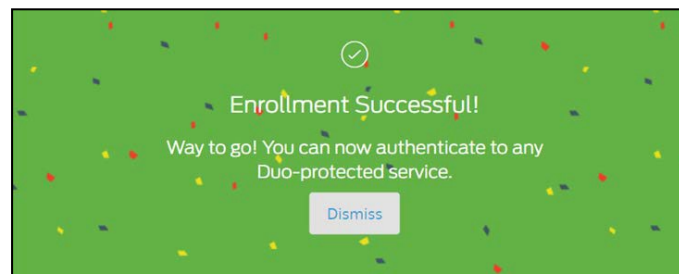 Enrollment Successful!
Way to go! You can now authenticate to any
Duo-protected service.
Dismiss